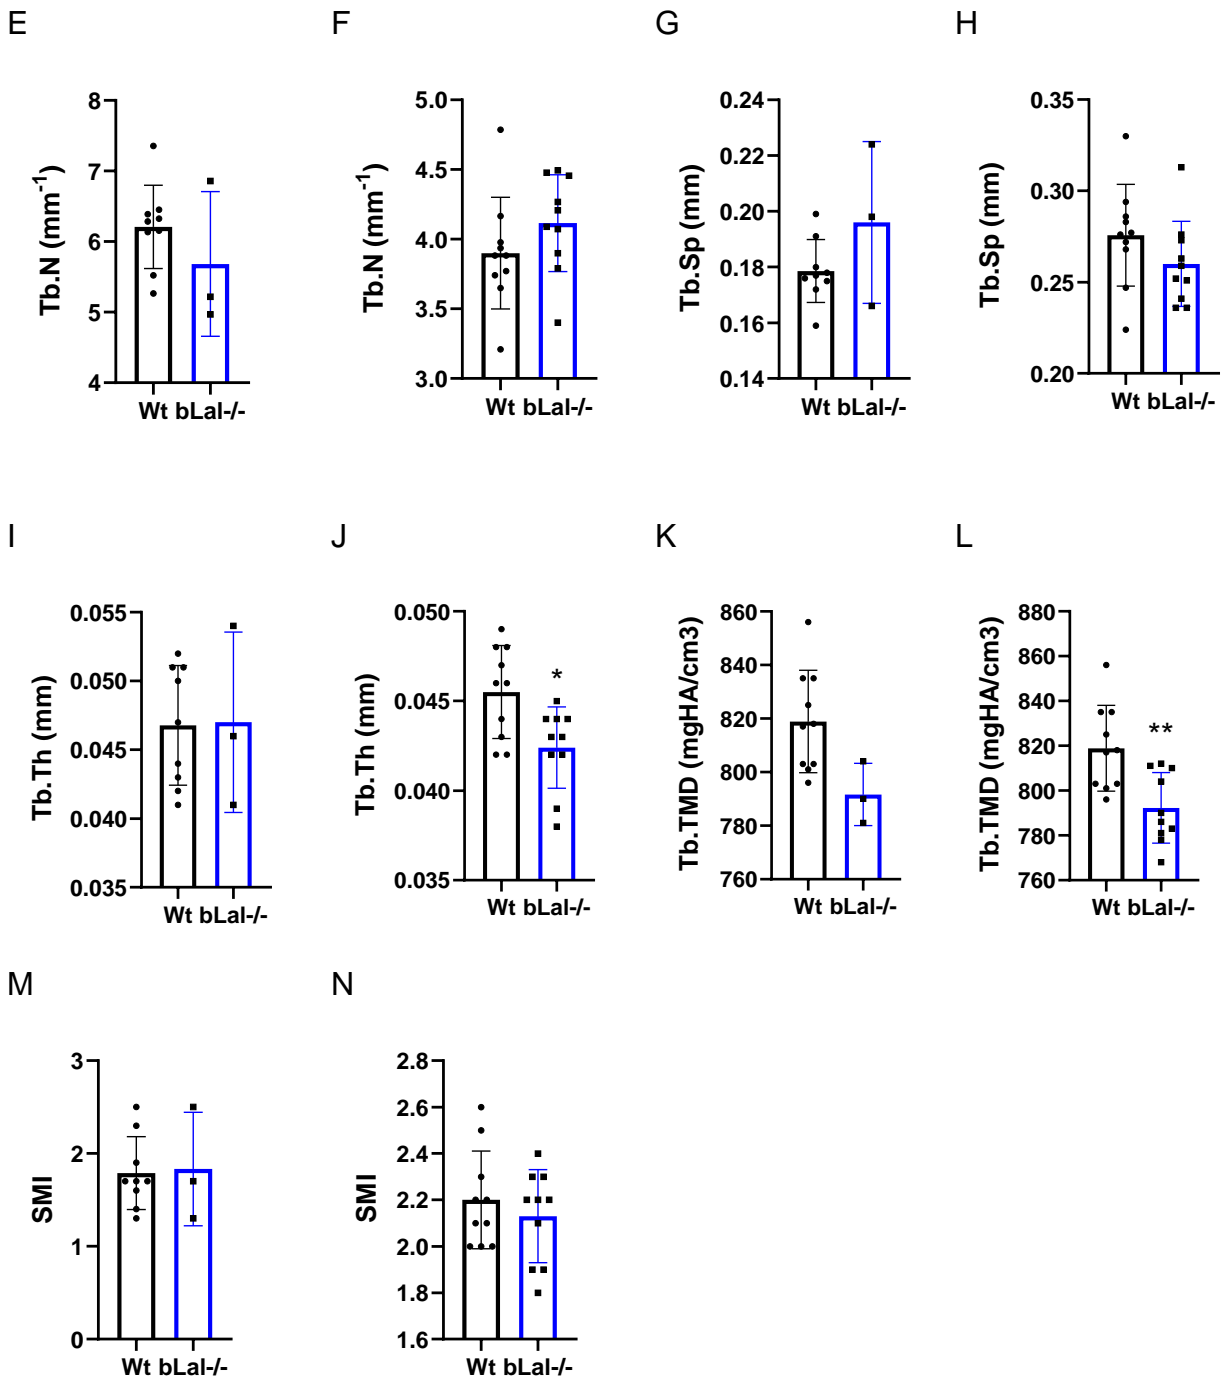 E F G H
Tb.N (mm⁻¹)
8
7
6
5
4
Wt bLal-/-
Tb.N (mm⁻¹)
5.0
4.5
4.0
3.5
3.0
Wt bLal-/-
Tb.Sp (mm)
0.24
0.22
0.20
0.18
0.16
0.14
Wt bLal-/-
Tb.Sp (mm)
0.35
0.30
0.25
0.20
Wt bLal-/-
I J K L
Tb.Th (mm)
0.055
0.050
0.045
0.040
0.035
Wt bLal-/-
Tb.Th (mm)
0.050
0.045
0.040
0.035
*
Wt bLal-/-
Tb.TMD (mgHA/cm3)
860
840
820
800
780
760
Wt bLal-/-
Tb.TMD (mgHA/cm3)
880
860
840
820
800
780
760
**
Wt bLal-/-
M N
SMI
3
2
1
0
Wt bLal-/-
SMI
2.8
2.6
2.4
2.2
2.0
1.8
1.6
Wt bLal-/-